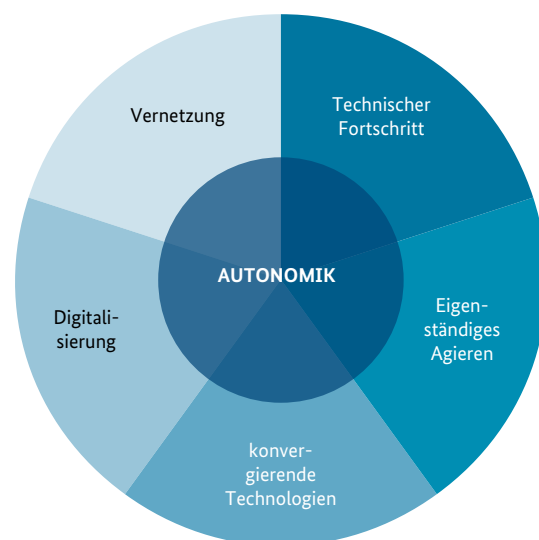 Vernetzung
Technischer
Fortschritt
AUTONOMIK
Eigen-
ständiges
Agieren
Digitali-
sierung
konver-
gierende
Technologien